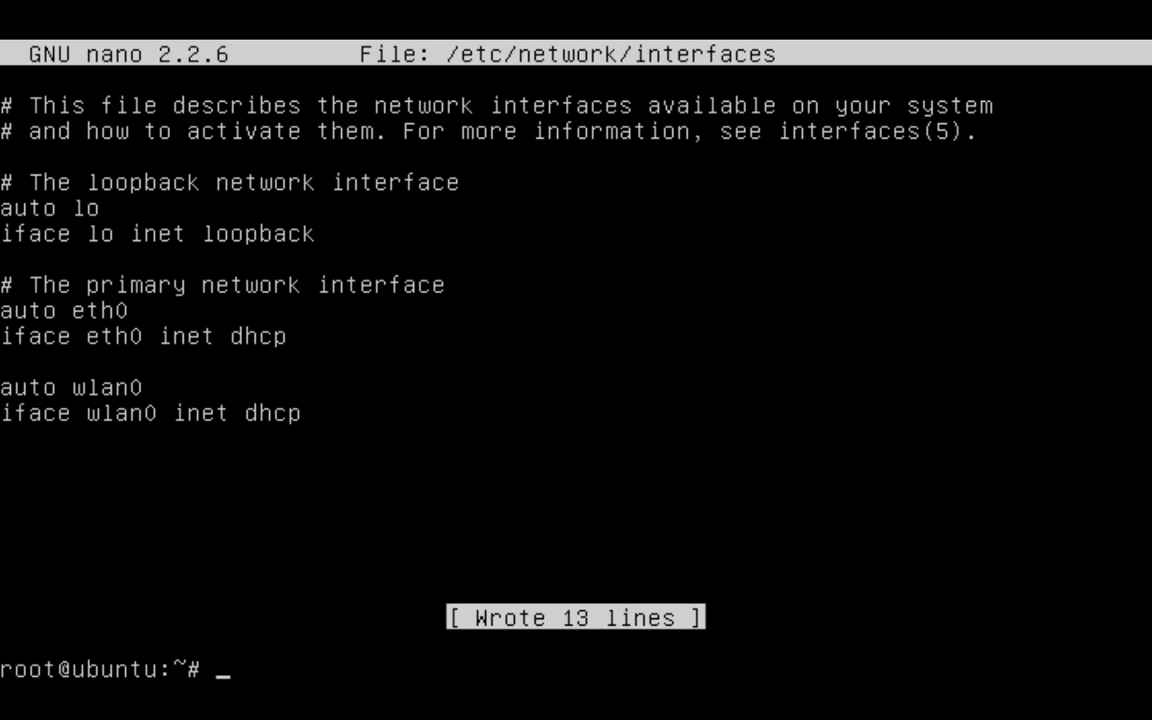 GNU nano 2.2.6 File: /etc/network/interfaces
# This file describes the network interfaces available on your system
# and how to activate them. For more information, see interfaces(5).
# The loopback network interface
auto lo
iface lo inet loopback
# The primary network interface
auto eth0
iface eth0 inet dhcp
auto wlan0
iface wlan0 inet dhcp
[ Wrote 13 lines ]
root@ubuntu:~# _